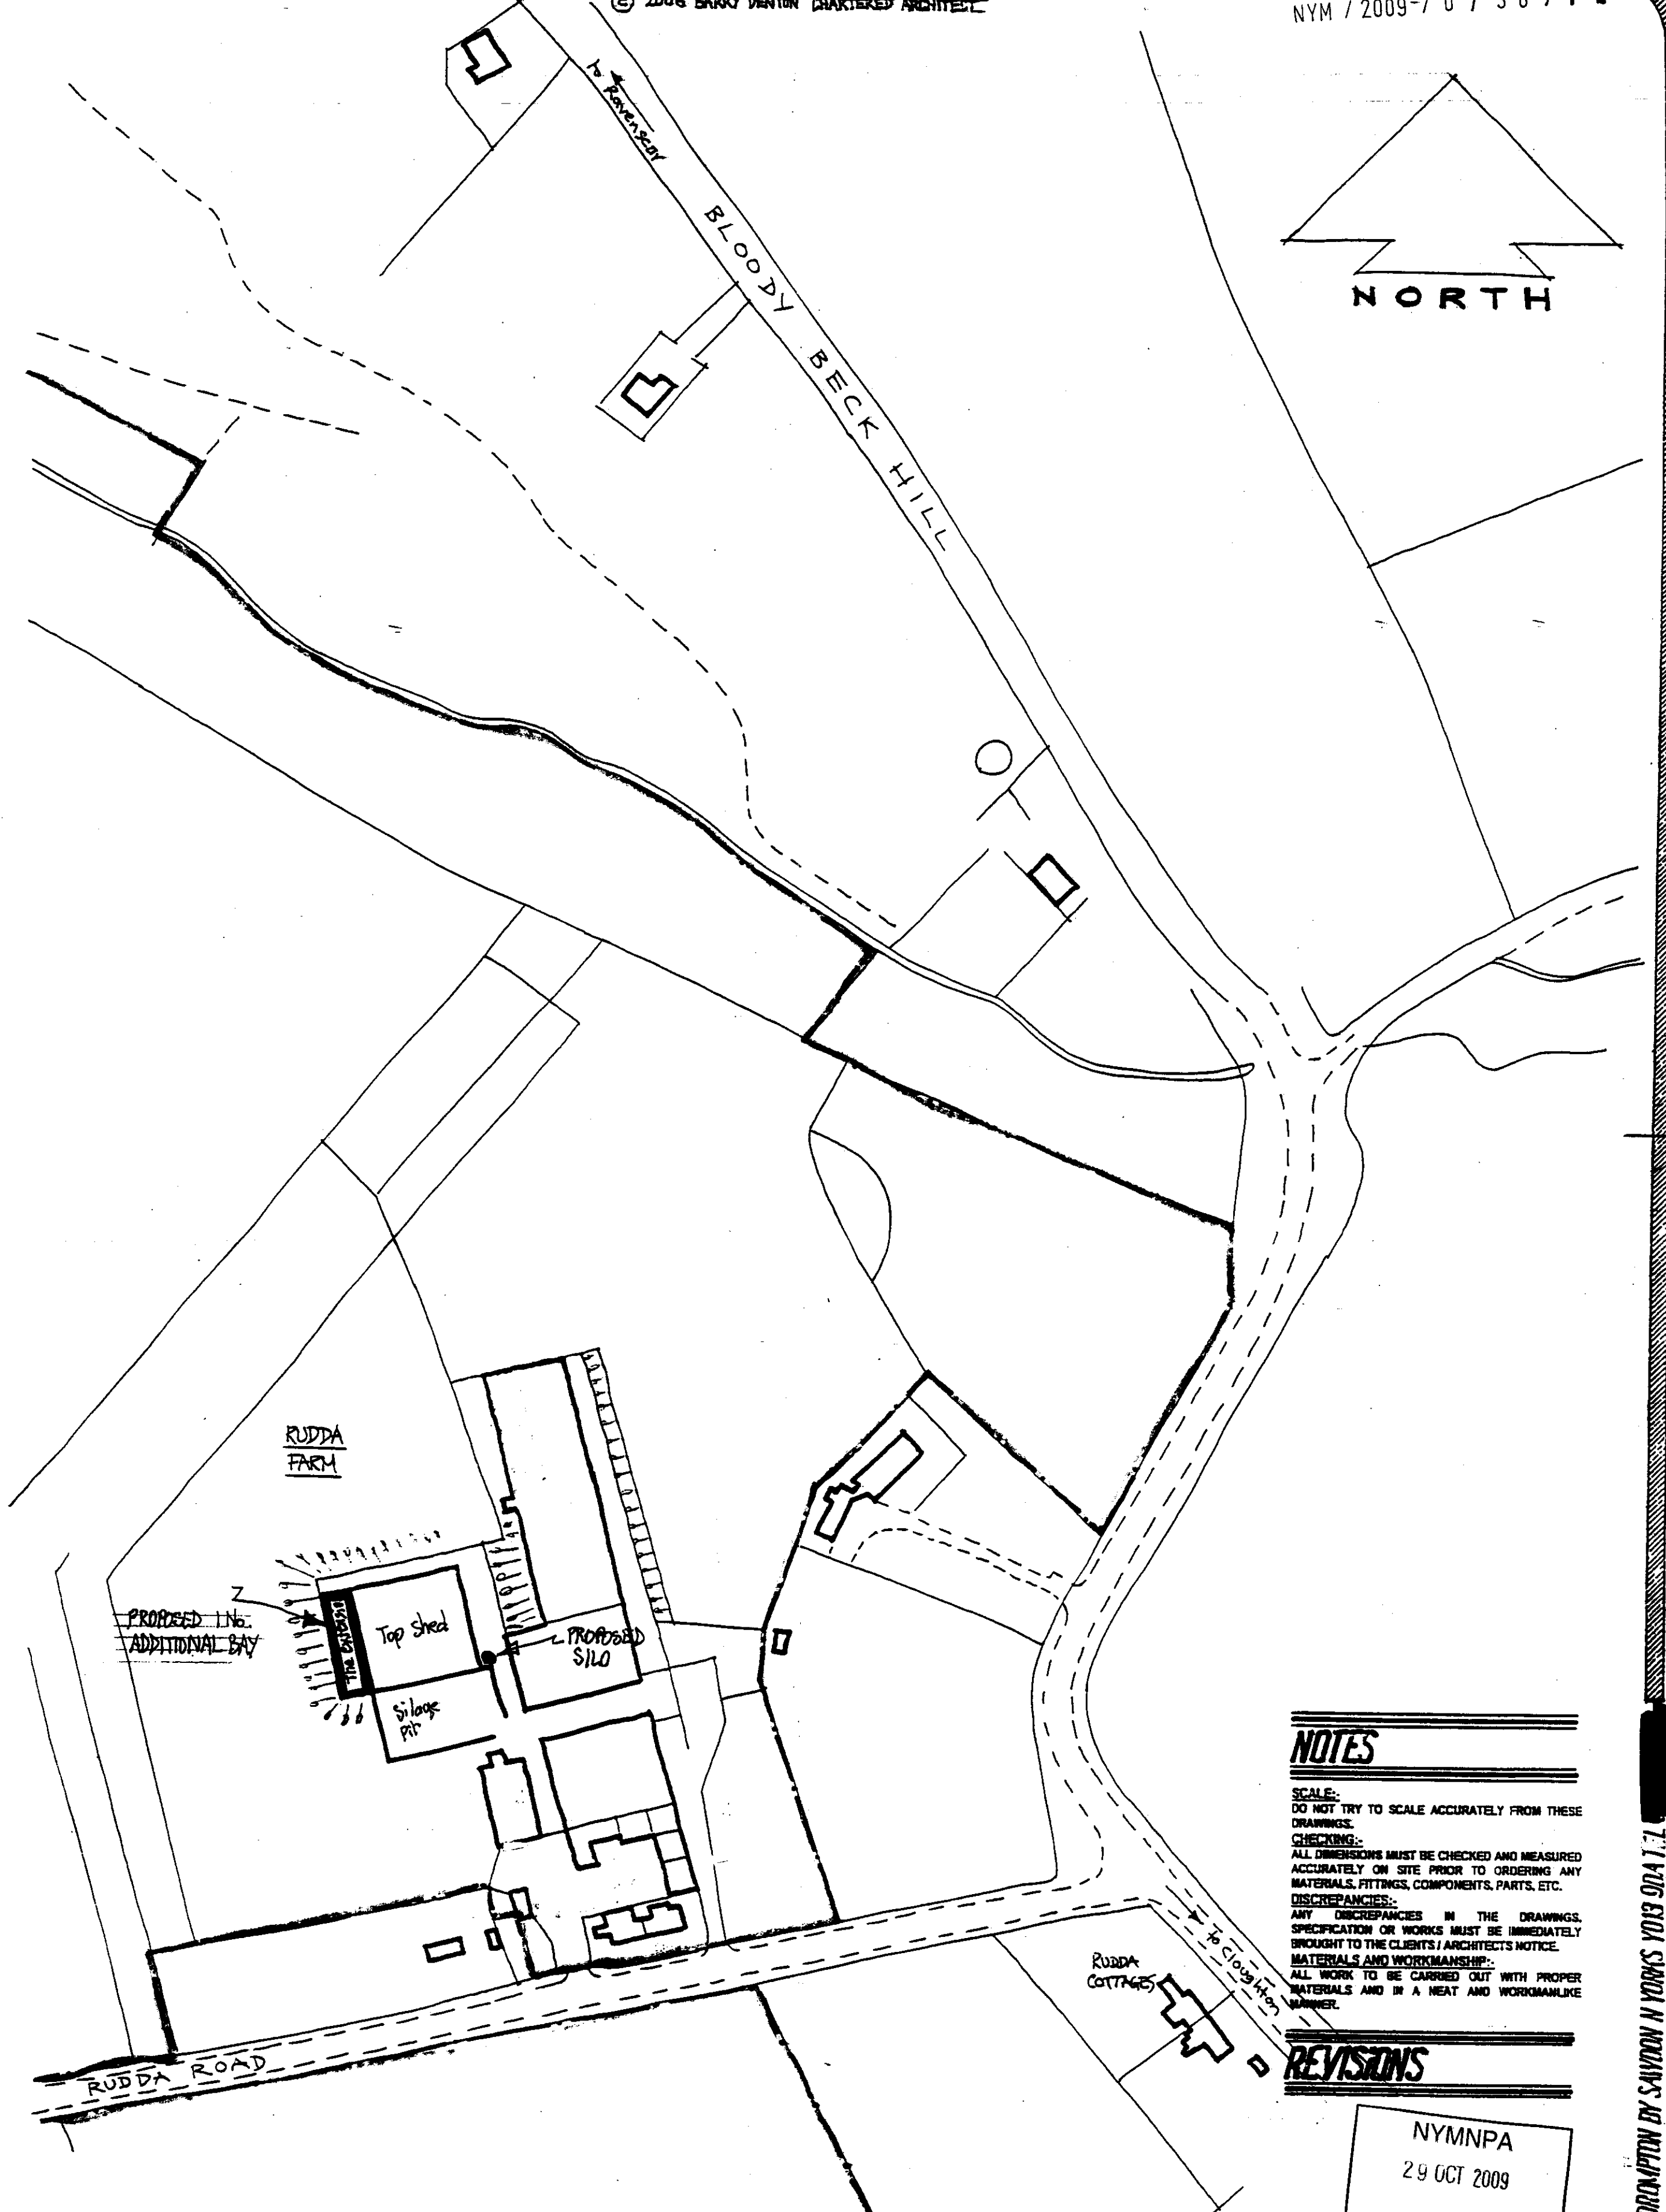 © 2006 BARRY DENTON CHARTERED ARCHITECT
NYM / 2009
to Ravenscar
BLOODY BECK HILL
NORTH
RUDDA
FARM
PROPOSED 1 No.
ADDITIONAL BAY
Top Shed
PROPOSED
SILO
Silage
pit
NOTES
SCALE:-
DO NOT TRY TO SCALE ACCURATELY FROM THESE
DRAWINGS.
CHECKING:-
ALL DIMENSIONS MUST BE CHECKED AND MEASURED
ACCURATELY ON SITE PRIOR TO ORDERING ANY
MATERIALS, FITTINGS, COMPONENTS, PARTS, ETC.
DISCREPANCIES:-
ANY DISCREPANCIES IN THE DRAWINGS,
SPECIFICATION OR WORKS MUST BE IMMEDIATELY
BROUGHT TO THE CLIENTS / ARCHITECTS NOTICE.
MATERIALS AND WORKMANSHIP:-
ALL WORK TO BE CARRIED OUT WITH PROPER
MATERIALS AND IN A NEAT AND WORKMANLIKE
MANNER.
to Cloughton
RUDDA
COTTAGES
REVISIONS
RUDDA ROAD
NYMNPA
29 OCT 2009
BROMPTON BY SAWDON N YORKS YO13 9DA